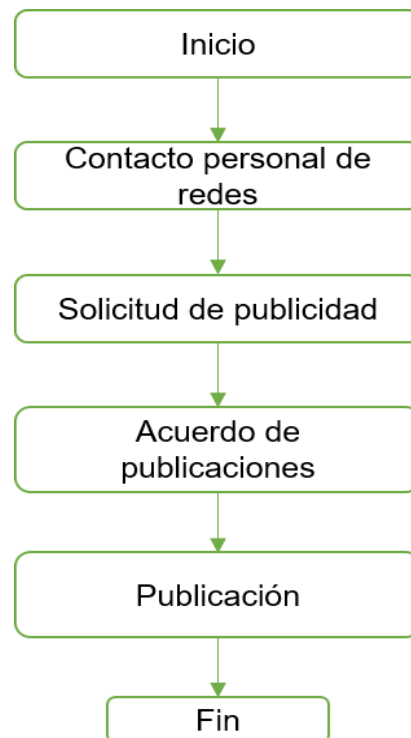 Inicio
Contacto personal de
redes
Solicitud de publicidad
Acuerdo de
publicaciones
Publicación
Fin